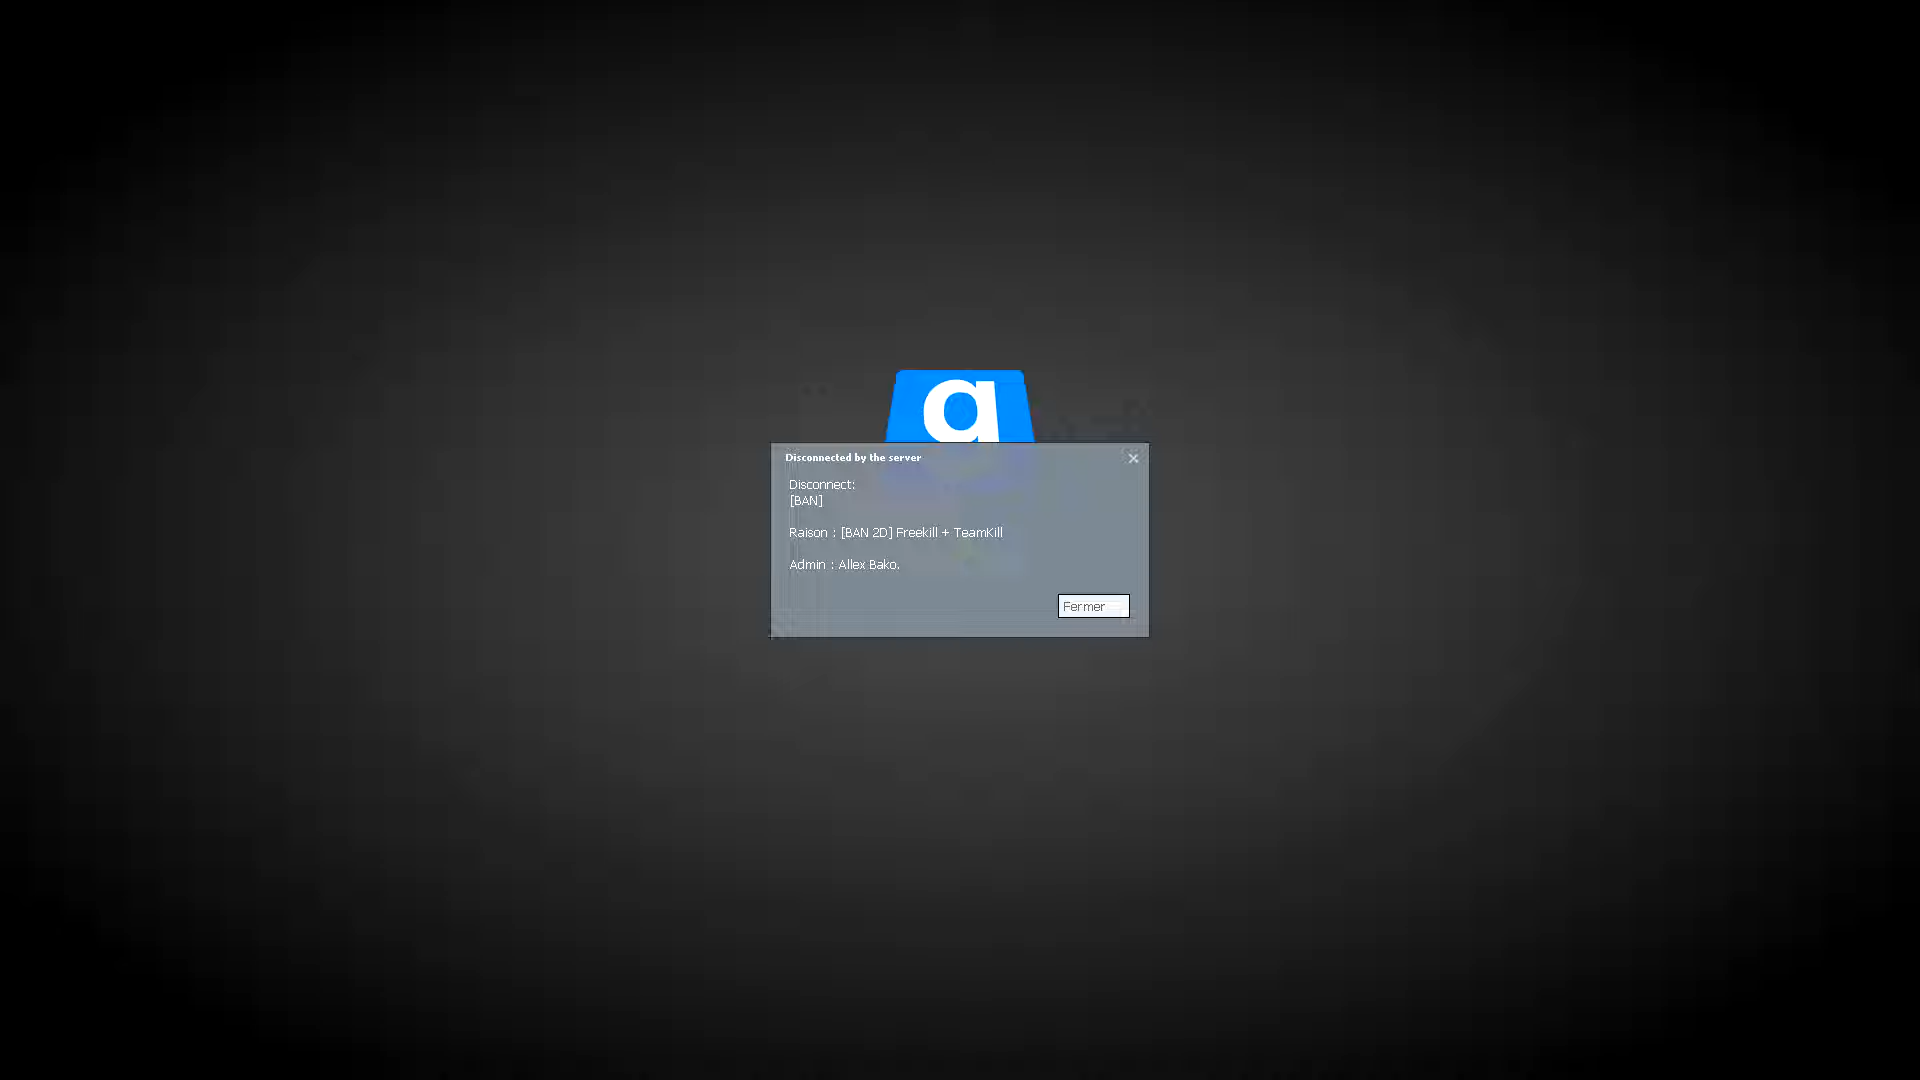 g
Disconnected by the server
Disconnect:
[BAN]
Raison : [BAN 2D] Freekill + TeamKill
Admin : Allex Bako.
Fermer